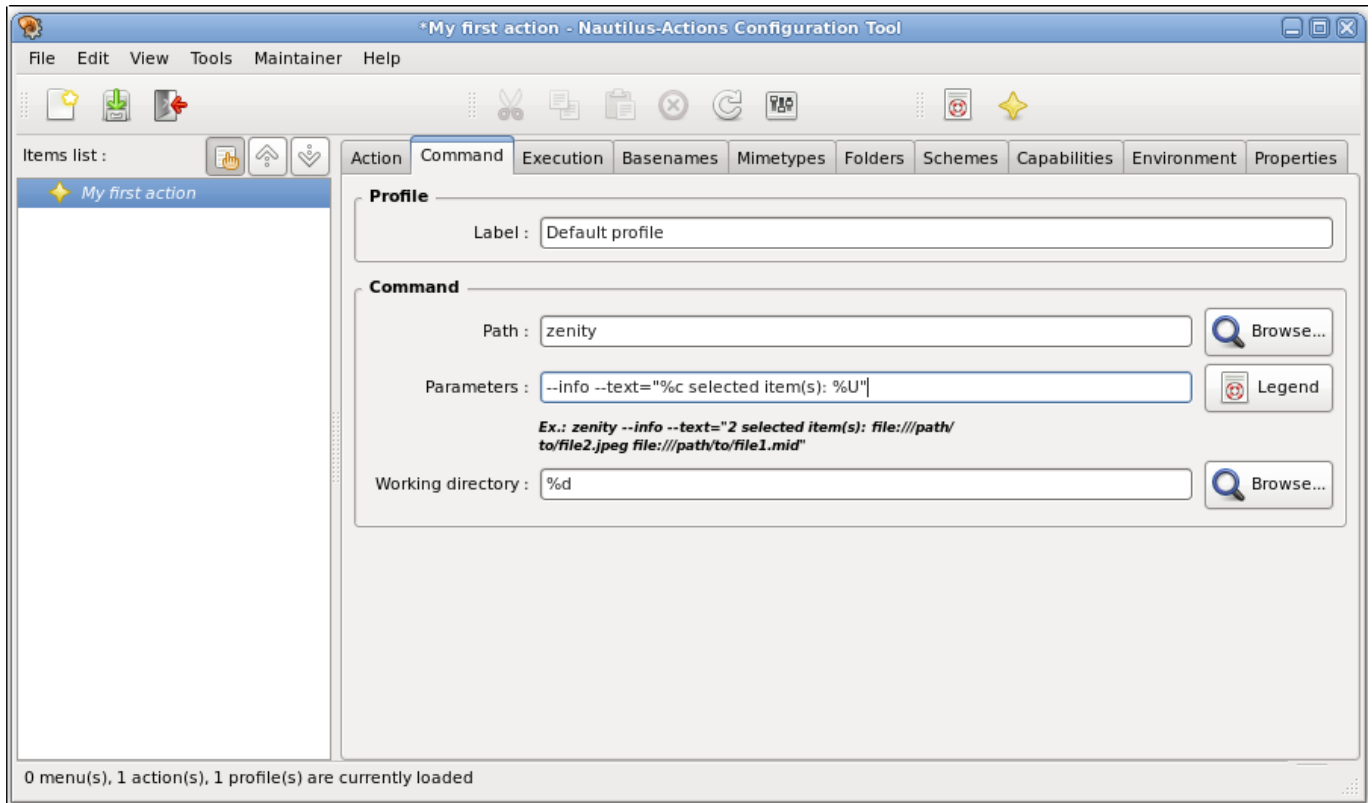 *My first action - Nautilus-Actions Configuration Tool
File Edit View Tools Maintainer Help
Items list :
My first action
Action Command Execution Basenames Mimetypes Folders Schemes Capabilities Environment Properties
Profile
Label : Default profile
Command
Path : zenity Browse...
Parameters : --info --text="%c selected item(s): %U" Legend
Ex.: zenity --info --text="2 selected item(s): file:///path/
to/file2.jpeg file:///path/to/file1.mid"
Working directory : %d Browse...
0 menu(s), 1 action(s), 1 profile(s) are currently loaded